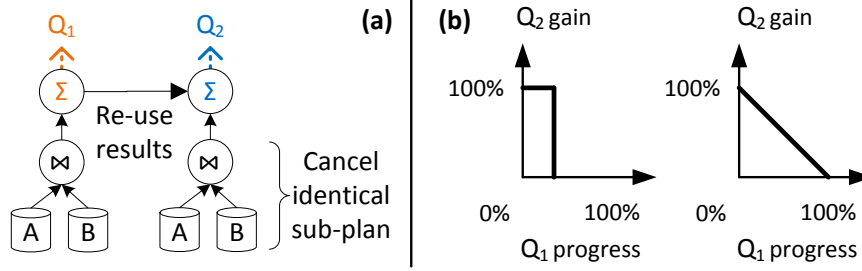 Q1
Q2
(a)
Σ
Σ
Re-use
results
⋈
⋈
Cancel
identical
sub-plan
A
B
A
B
(b)
Q2 gain
100%
0%
100%
Q1 progress
Q2 gain
100%
0%
100%
Q1 progress